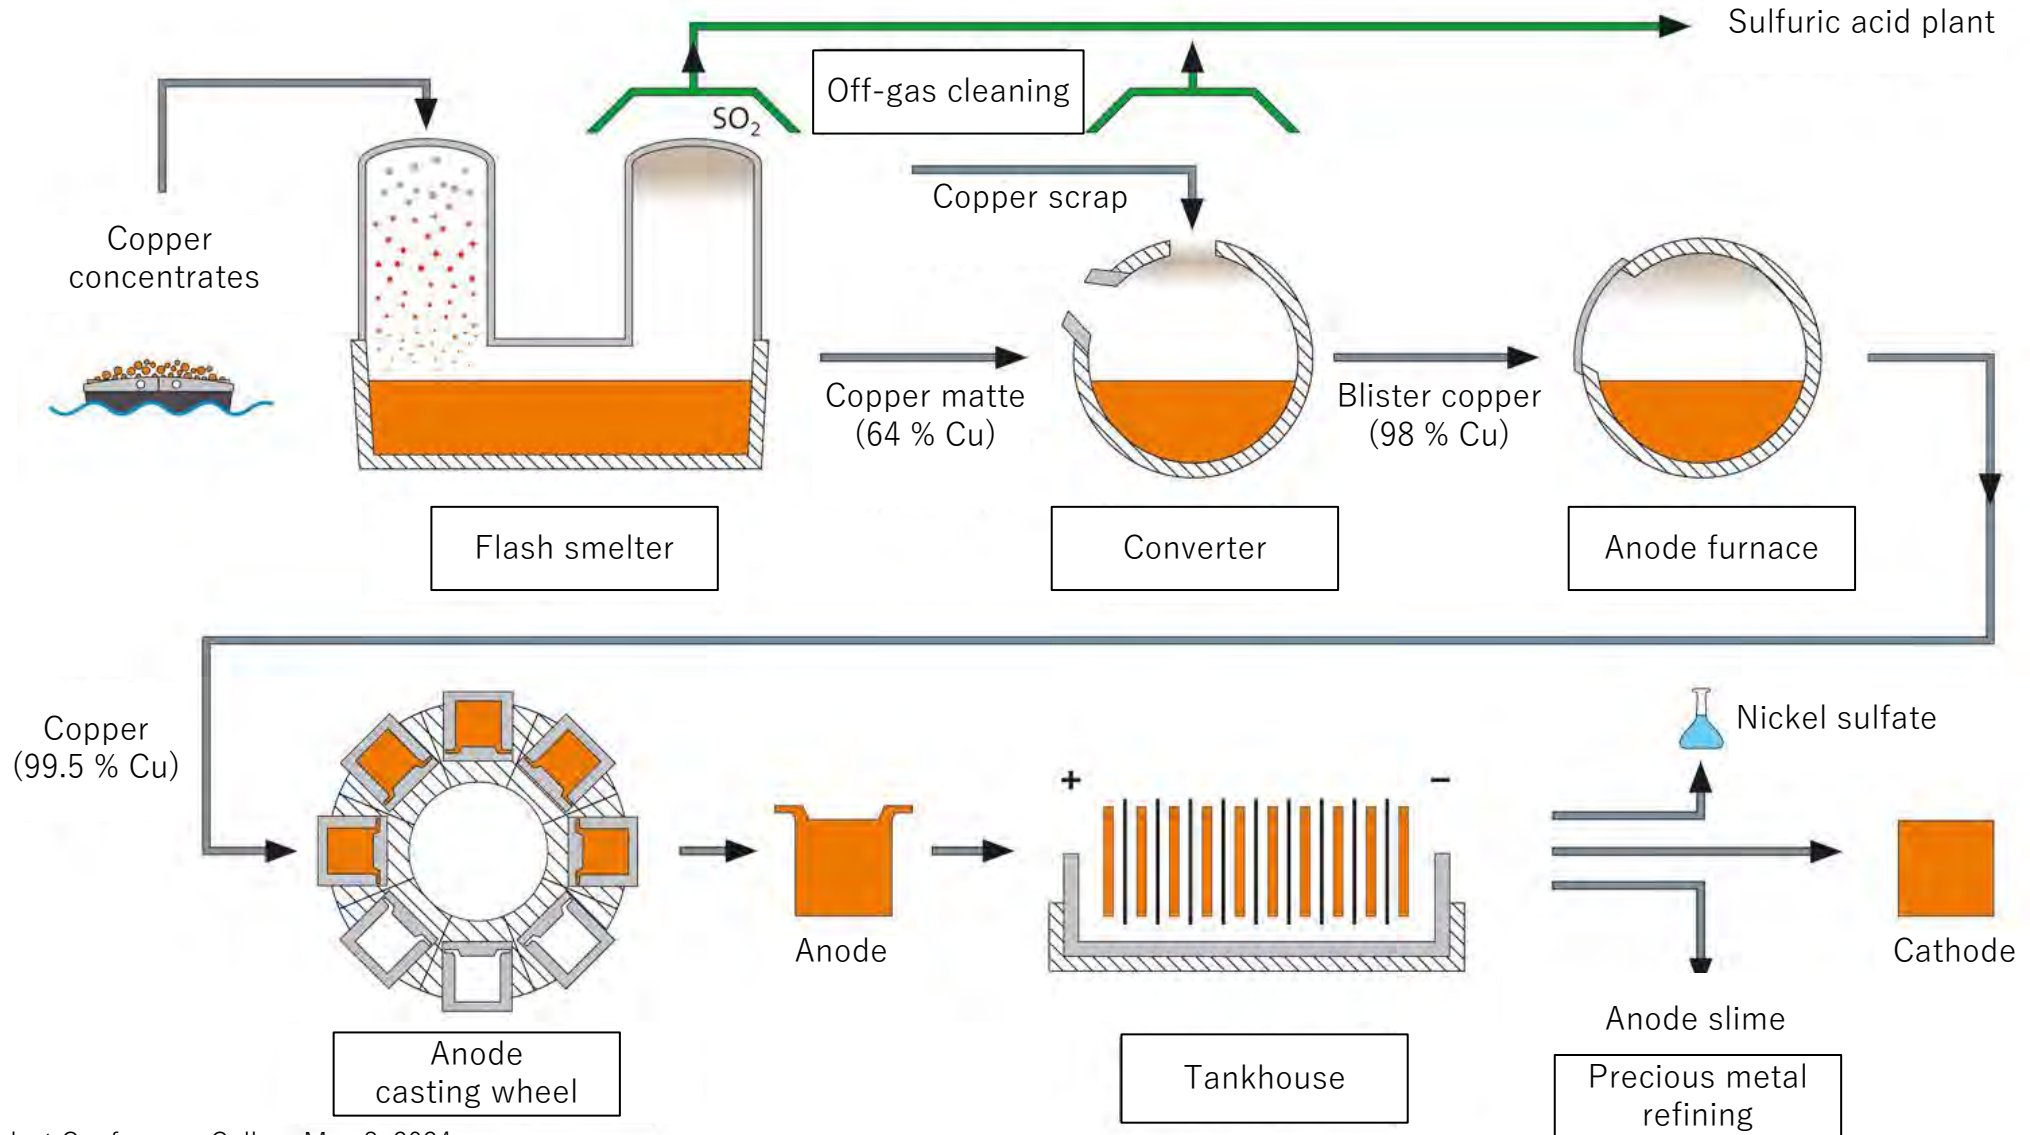 Sulfuric acid plant
Off-gas cleaning
SO₂
Copper scrap
Copper
concentrates
Copper matte
(64 % Cu)
Blister copper
(98 % Cu)
Flash smelter
Converter
Anode furnace
Copper
(99.5 % Cu)
Nickel sulfate
+
−
Anode
Cathode
Anode slime
Anode
casting wheel
Tankhouse
Precious metal
refining